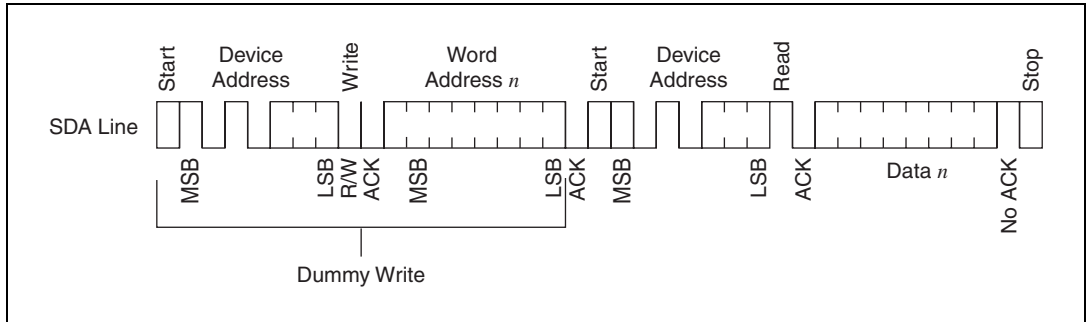 Start
Device
Address
Write
Word
Address n
Start
Device
Address
Read
Stop
SDA Line
MSB
LSB
R/W
ACK
MSB
LSB
ACK
MSB
LSB
ACK
Data n
No ACK
Dummy Write